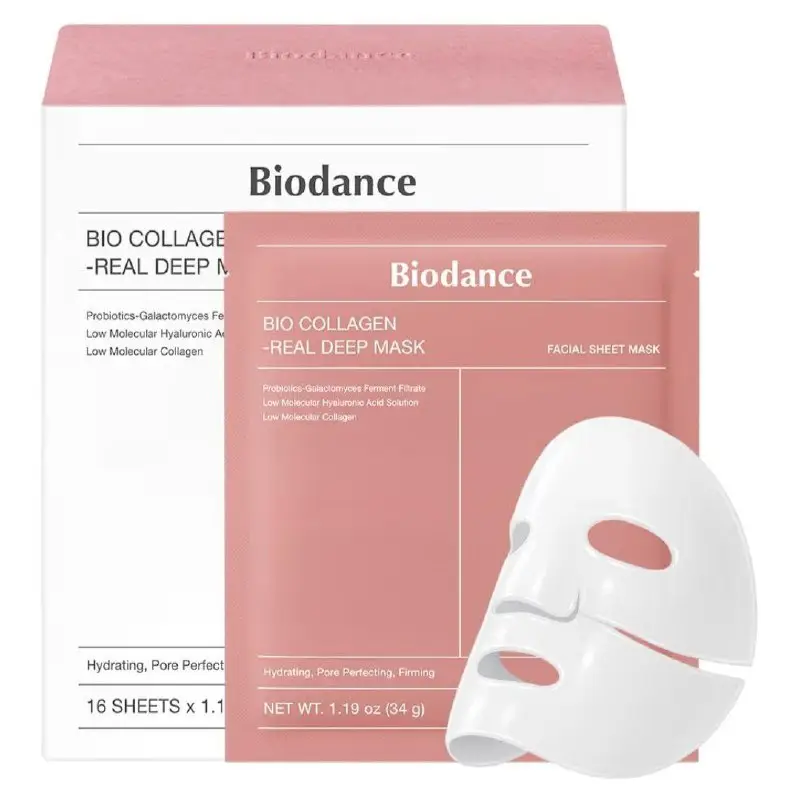 Biodance
Biodance
BIO COLLAGE
-REAL DEEP M
Probiotics-Galactomyces Fe
Low Molecular Hyaluronic A
Low Molecular Collagen
Hydrating, Pore Perfect
16 SHEETS x 1.1
Biodance
BIO COLLAGEN
-REAL DEEP MASK
FACIAL SHEET MASK
Probiotics-Galactomyces Ferment Filtrate
Low Molecular Hyaluronic Acid Solution
Low Molecular Collagen
Hydrating, Pore Perfecting, Firming
NET WT. 1.19 oz (34 g)